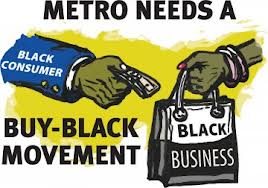 METRO NEEDS A
BLACK
CONSUMER
BUY-BLACK
MOVEMENT
BLACK
BUSINESS